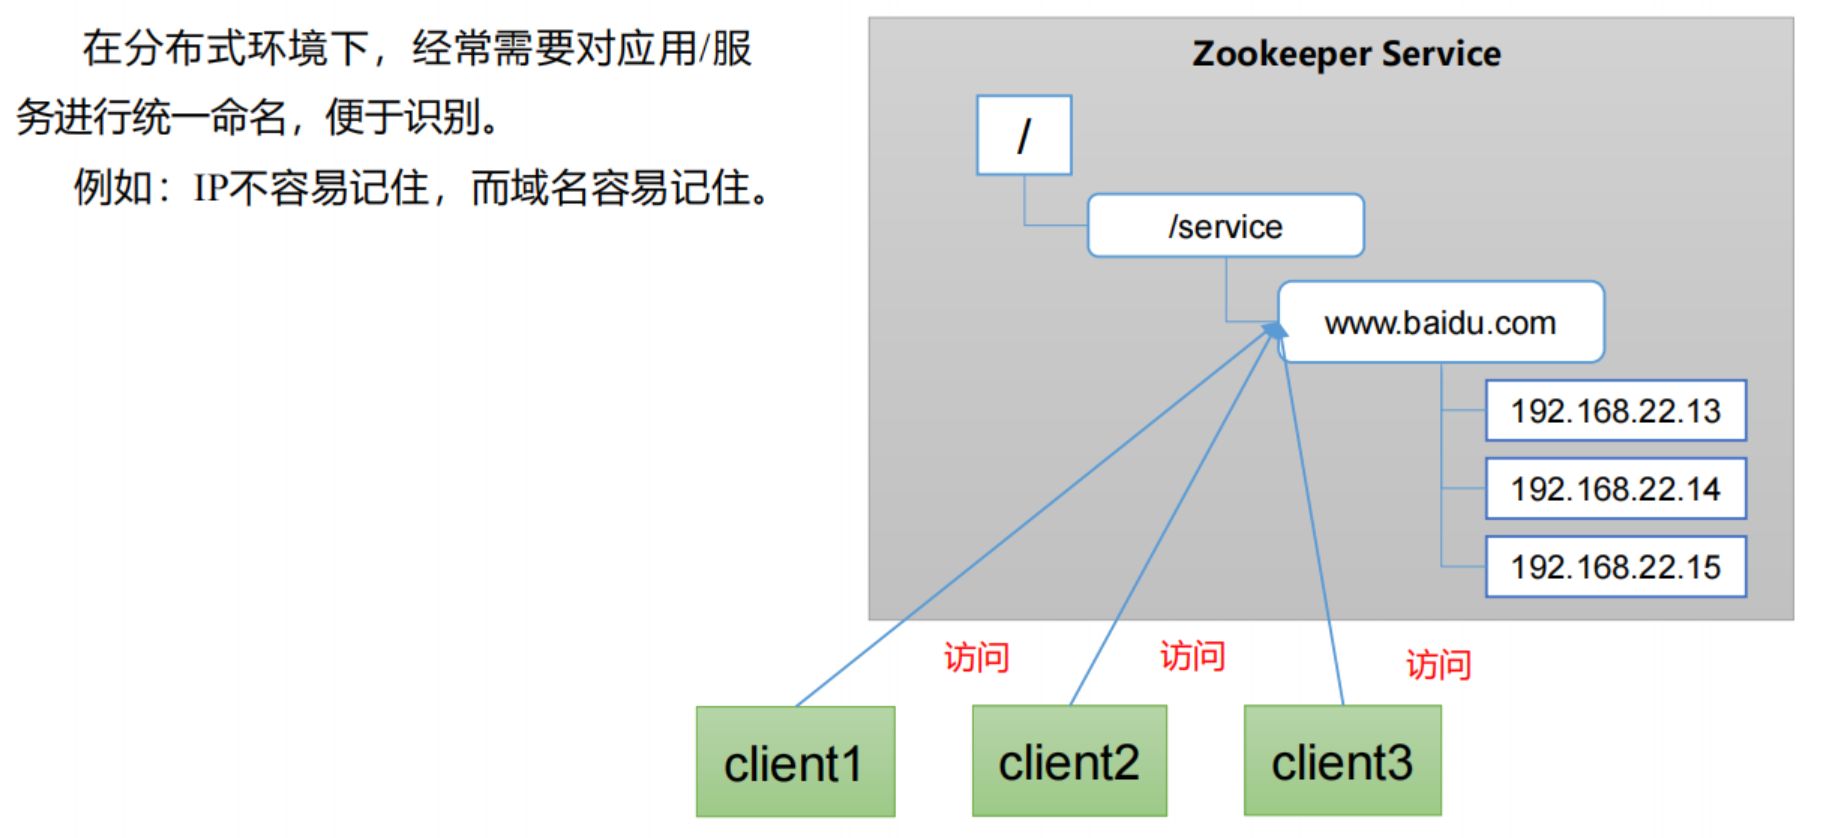 在分布式环境下，经常需要对应用/服
务进行统一命名，便于识别。
例如：IP不容易记住，而域名容易记住。
Zookeeper Service
/
/service
www.baidu.com
192.168.22.13
192.168.22.14
192.168.22.15
访问
访问
访问
client1
client2
client3